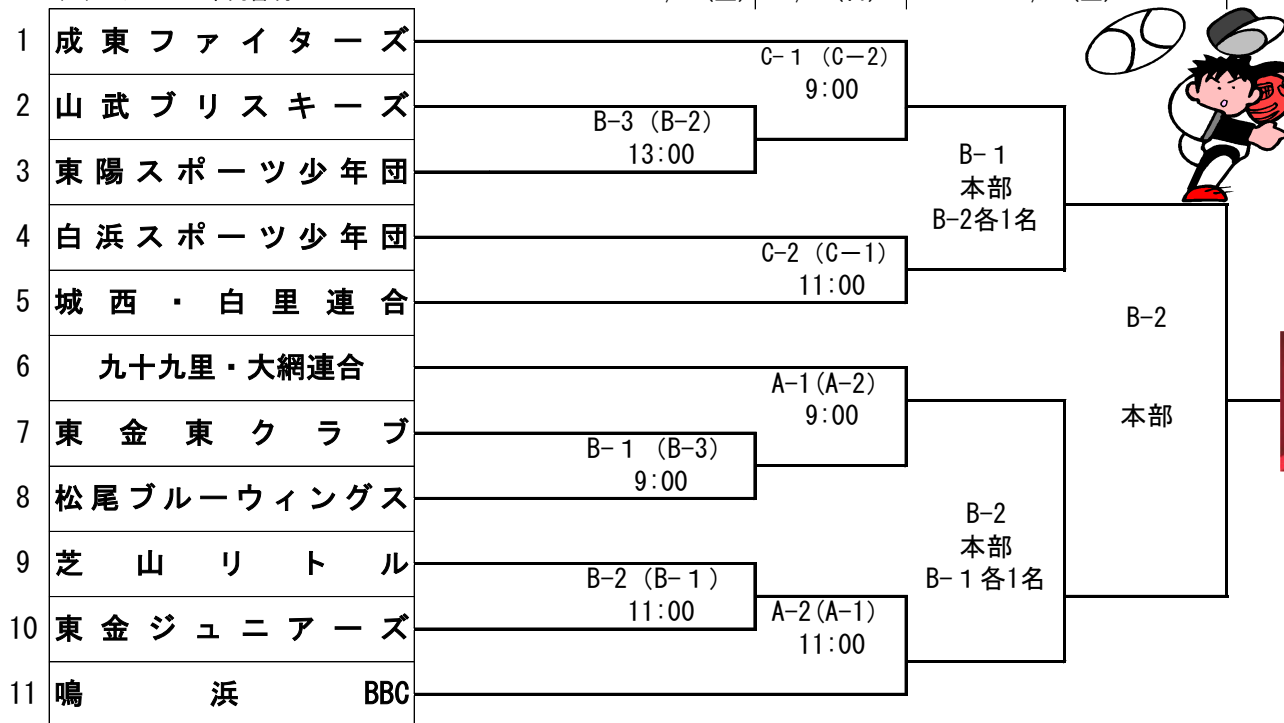 1 成東ファイターズ
C-１（C－2）
9:00
2 山武ブリスキーズ
B-3（B-2）
13:00
3 東陽スポーツ少年団
B-１
本部
B-2各1名
4 白浜スポーツ少年団
C-2（C－1）
11:00
5 城西・白里連合
B-2
本部
6 九十九里・大網連合
A-1(A-2)
9:00
7 東金東クラブ
B-１（B-3）
9:00
8 松尾ブルーウィングス
B-2
本部
B-１各1名
9 芝山リトル
B-2（B-１）
11:00
10 東金ジュニアーズ
A-2(A-1)
11:00
11 鳴浜BBC